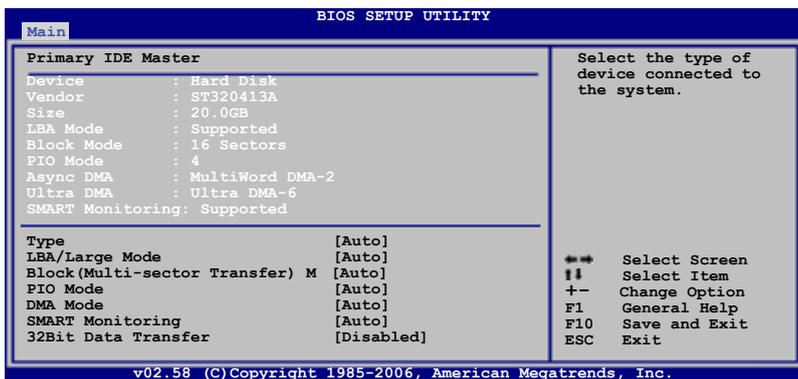 BIOS SETUP UTILITY
Main
Primary IDE Master
Device : Hard Disk
Vendor : ST320413A
Size : 20.0GB
LBA Mode : Supported
Block Mode : 16 Sectors
PIO Mode : 4
Async DMA : MultiWord DMA-2
Ultra DMA : Ultra DMA-6
SMART Monitoring: Supported
Type [Auto]
LBA/Large Mode [Auto]
Block(Multi-sector Transfer) M [Auto]
PIO Mode [Auto]
DMA Mode [Auto]
SMART Monitoring [Auto]
32Bit Data Transfer [Disabled]
Select the type of
device connected to
the system.
←→ Select Screen
↑↓ Select Item
+- Change Option
F1 General Help
F10 Save and Exit
ESC Exit
v02.58 (C)Copyright 1985-2006, American Megatrends, Inc.